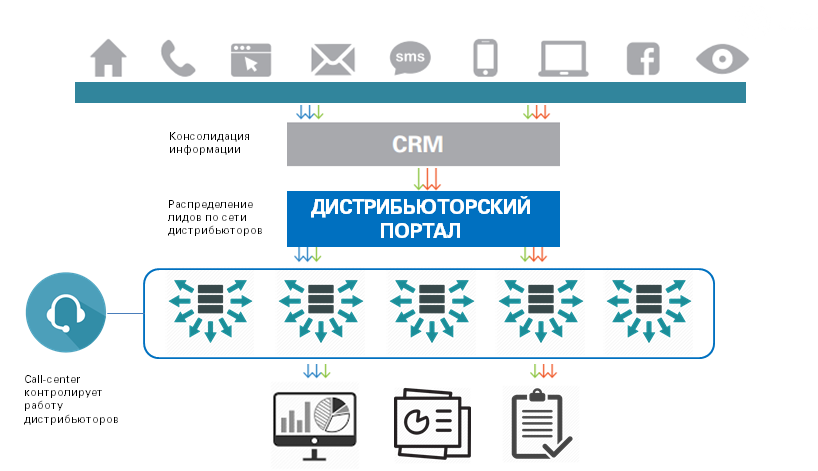 sms
Консолидация
информации
CRM
Распределение
лидов по сети
дистрибьюторов
ДИСТРИБЬЮТОРСКИЙ
ПОРТАЛ
Call-center
контролирует
работу
дистрибьюторов